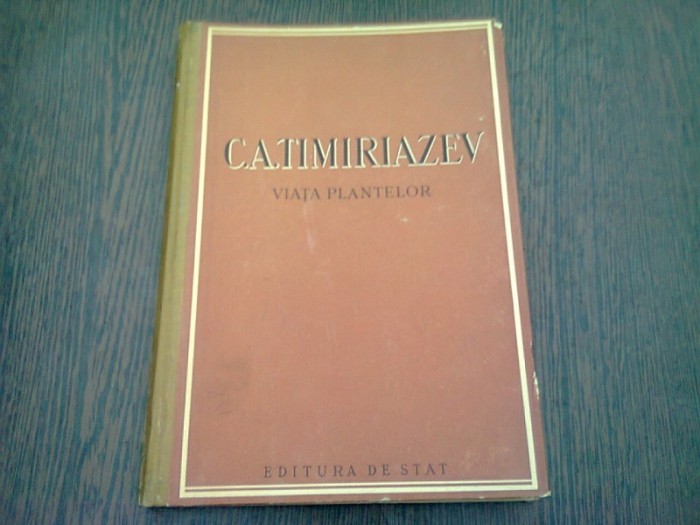 C.A.TIMIRIAZEV
VIAȚA PLANTELOR
EDITURA DE STAT